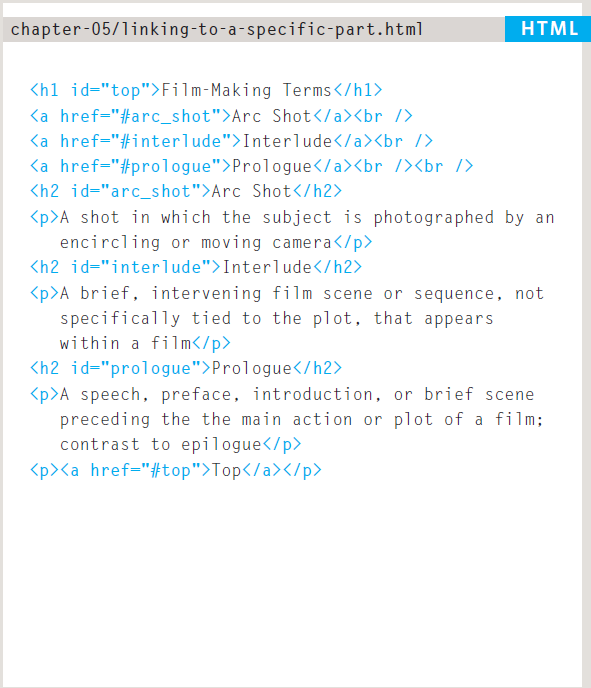 chapter-05/linking-to-a-specific-part.html HTML
<h1 id="top">Film-Making Terms</h1>
<a href="#arc_shot">Arc Shot</a><br />
<a href="#interlude">Interlude</a><br />
<a href="#prologue">Prologue</a><br /><br />
<h2 id="arc_shot">Arc Shot</h2>
<p>A shot in which the subject is photographed by an
encircling or moving camera</p>
<h2 id="interlude">Interlude</h2>
<p>A brief, intervening film scene or sequence, not
specifically tied to the plot, that appears
within a film</p>
<h2 id="prologue">Prologue</h2>
<p>A speech, preface, introduction, or brief scene
preceding the the main action or plot of a film;
contrast to epilogue</p>
<p><a href="#top">Top</a></p>